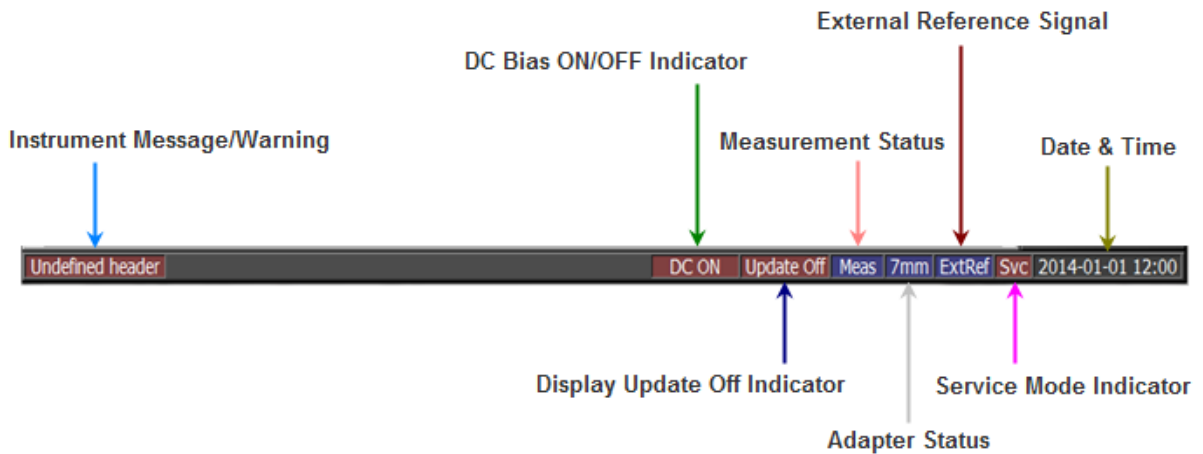 External Reference Signal
DC Bias ON/OFF Indicator
Instrument Message/Warning
Measurement Status
Date & Time
Undefined header DC ON Update Off Meas 7mm ExtRef Svc 2014-01-01 12:00
Display Update Off Indicator
Service Mode Indicator
Adapter Status